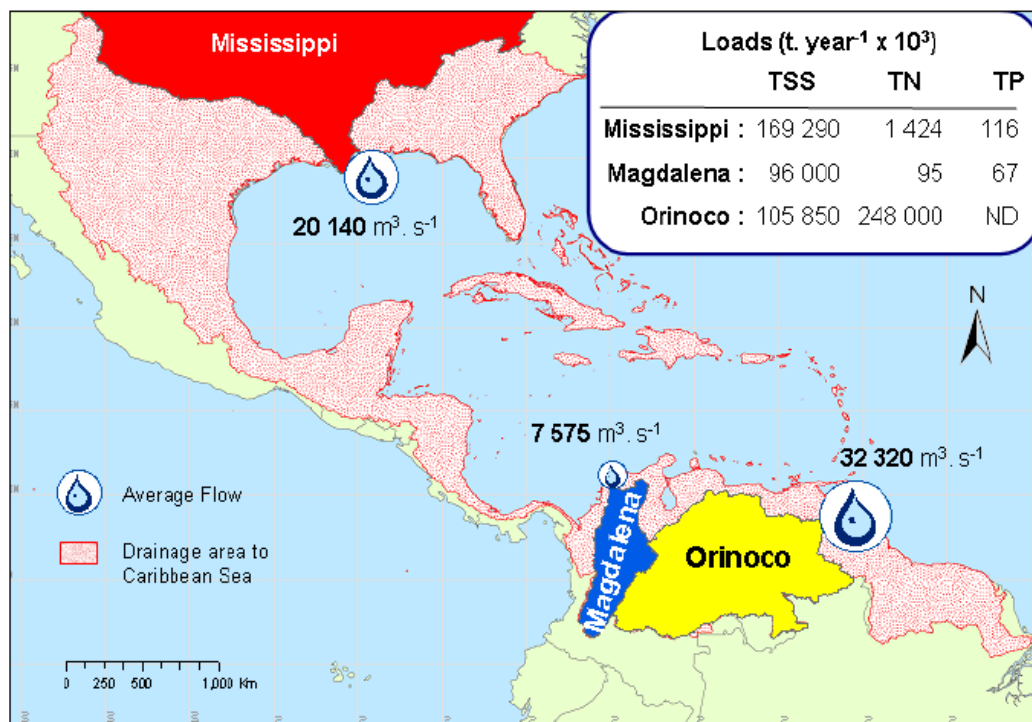 Mississippi
Loads (t. year-1 x 10³)
TSS TN TP
Mississippi : 169 290 1 424 116
Magdalena : 96 000 95 67
Orinoco : 105 850 248 000 ND
20 140 m³. s-1
N
7 575 m³. s-1
32 320 m³. s-1
Average Flow
Drainage area to
Caribbean Sea
Magdalena
Orinoco
0 250 500 1,000 Km